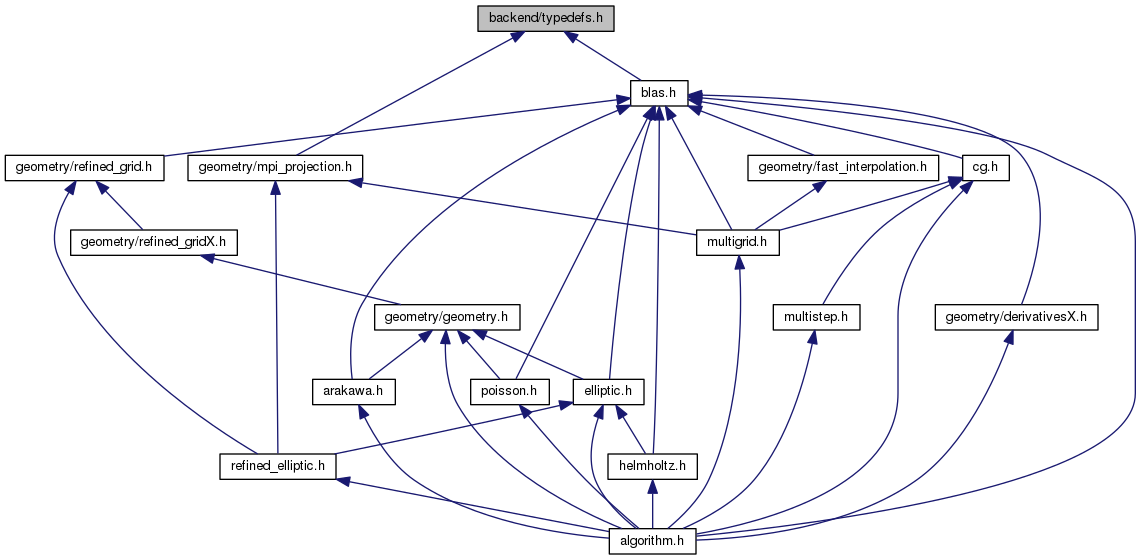 backend/typedefs.h
blas.h
geometry/refined_grid.h
geometry/mpi_projection.h
geometry/fast_interpolation.h
cg.h
geometry/refined_gridX.h
multigrid.h
geometry/geometry.h
multistep.h
geometry/derivativesX.h
arakawa.h
poisson.h
elliptic.h
refined_elliptic.h
helmholtz.h
algorithm.h